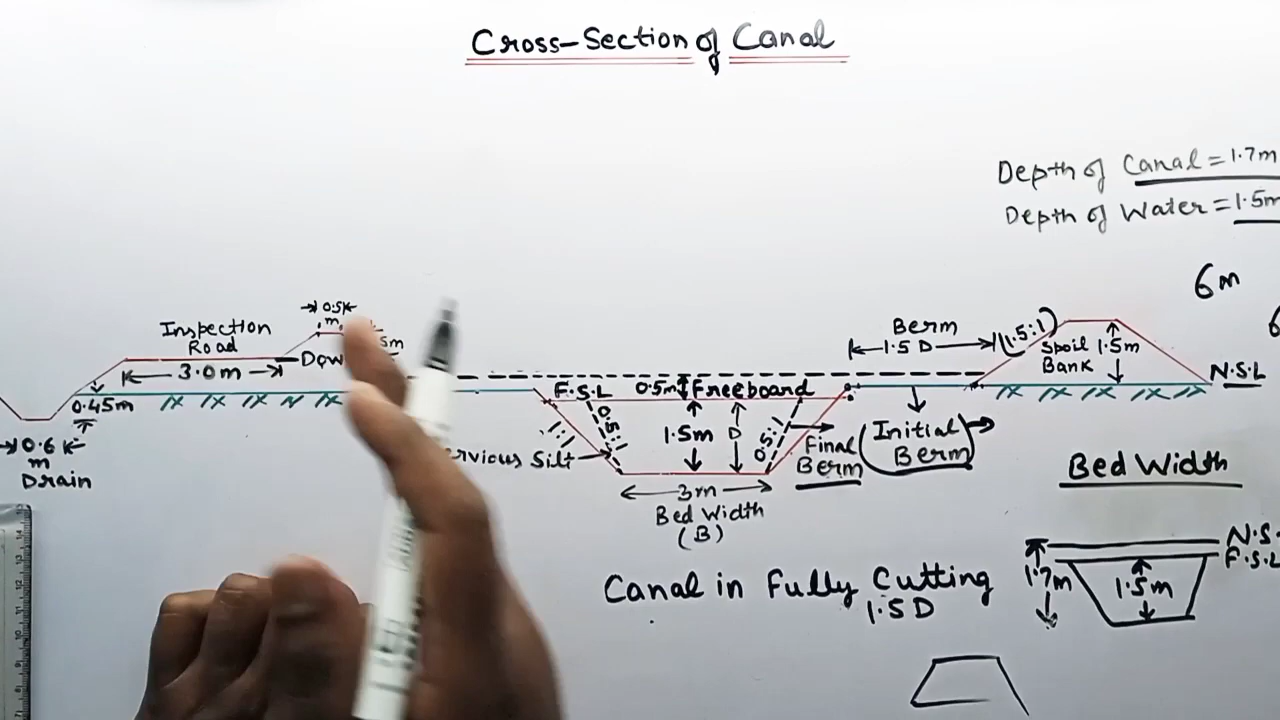 Cross-Section of Canal
Depth of Canal = 1.7m
Depth of Water = 1.5m
6m
0.5
m
Inspection
Road
3.0m
0.45m
0.6
m
Drain
F.S.L
0.5m
Freeboard
1:1
0.5:1
1.5m
D
0.5:1
Silt
3m
Bed Width
(B)
Final
Berm
Initial
Berm
Berm
1.5 D
(1.5:1)
Spoil
Bank
1.5m
N.S.L
Bed Width
Canal in Fully Cutting
1.5 D
1.7m
1.5m
N.S.
F.S.L